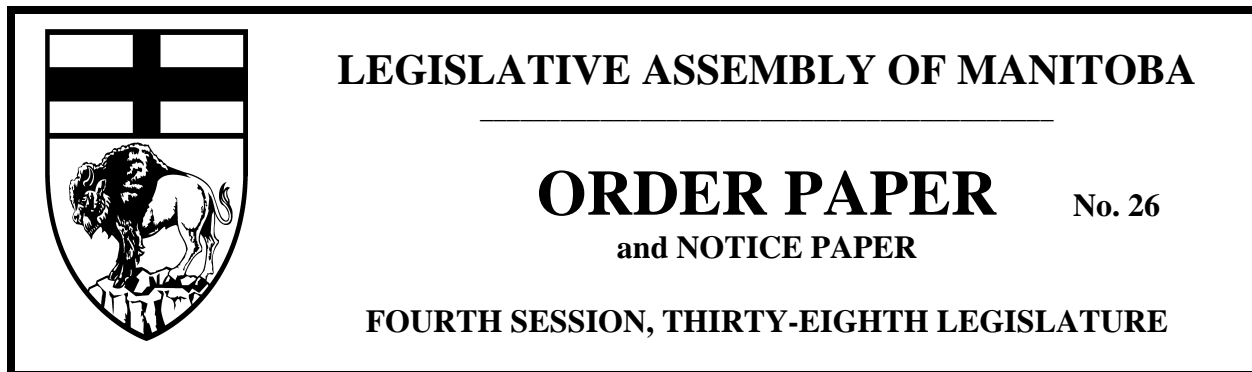 LEGISLATIVE ASSEMBLY OF MANITOBA
ORDER PAPER No. 26
and NOTICE PAPER
FOURTH SESSION, THIRTY-EIGHTH LEGISLATURE